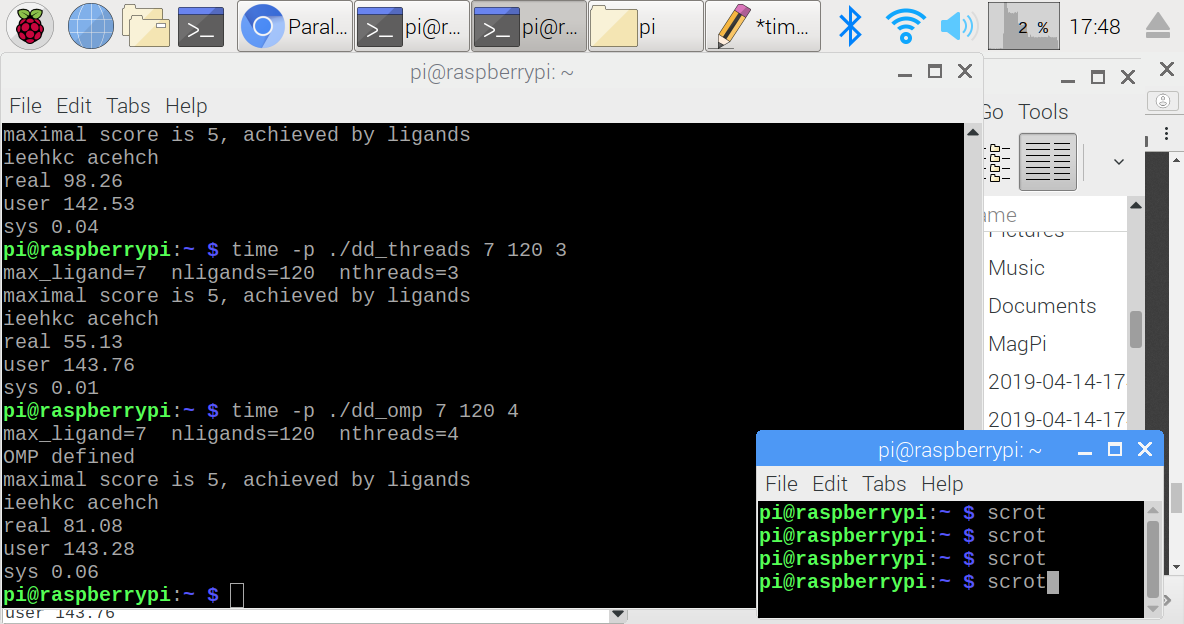 Paral... pi@r... pi@r... pi *tim... 2 % 17:48
pi@raspberrypi: ~
File Edit Tabs Help
maximal score is 5, achieved by ligands
ieehkc acehch
real 98.26
user 142.53
sys 0.04
pi@raspberrypi:~ $ time -p ./dd_threads 7 120 3
max_ligand=7  nligands=120  nthreads=3
maximal score is 5, achieved by ligands
ieehkc acehch
real 55.13
user 143.76
sys 0.01
pi@raspberrypi:~ $ time -p ./dd_omp 7 120 4
max_ligand=7  nligands=120  nthreads=4
OMP defined
maximal score is 5, achieved by ligands
ieehkc acehch
real 81.08
user 143.28
sys 0.06
pi@raspberrypi:~ $
user 143.76
Go Tools
ame
Pictures
Music
Documents
MagPi
2019-04-14-17
2019-04-14-17
pi@raspberrypi: ~
File Edit Tabs Help
pi@raspberrypi:~ $ scrot
pi@raspberrypi:~ $ scrot
pi@raspberrypi:~ $ scrot
pi@raspberrypi:~ $ scrot